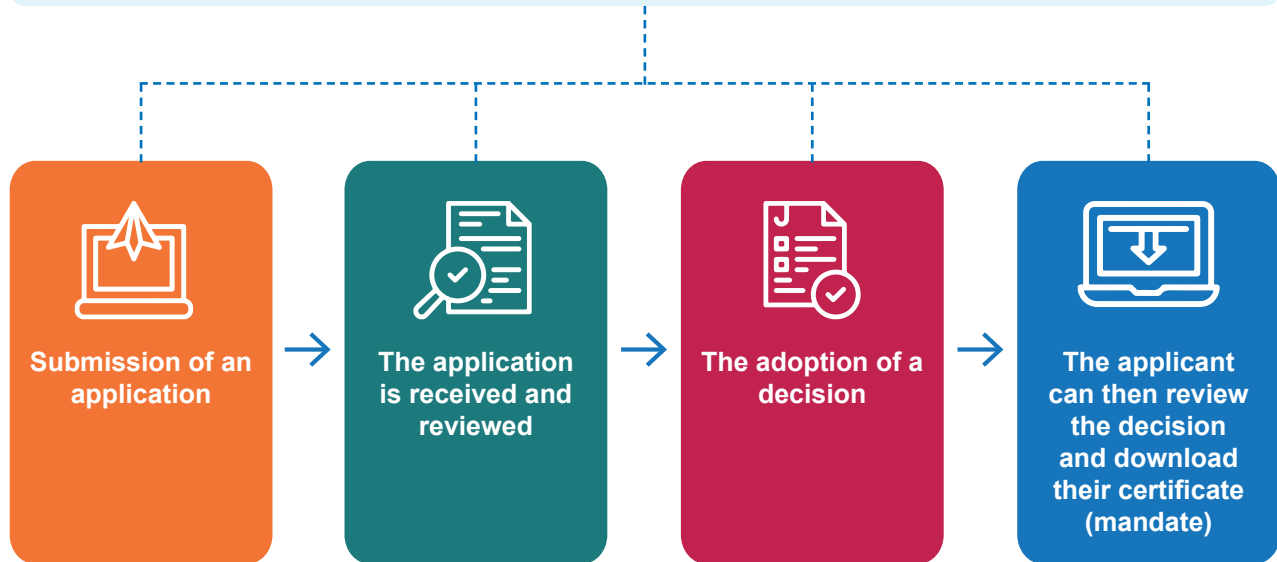 Submission of an
application
The application
is received and
reviewed
The adoption of a
decision
The applicant
can then review
the decision
and download
their certificate
(mandate)